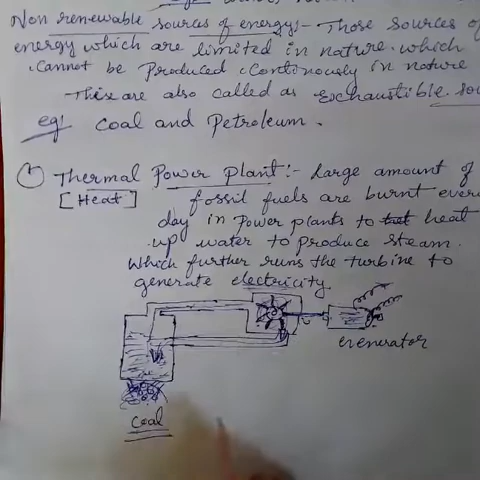 Non renewable sources of energy:- Those sources of
energy which are limited in nature which
cannot be produced continously in nature
These are also called as Exhaustible
eg: Coal and Petroleum.
Thermal Power plant:- Large amount of
[Heat] fossil fuels are burnt every
day in power plants to heat
up water to produce steam.
which further runs the turbine to
generate electricity.
Generator
coal